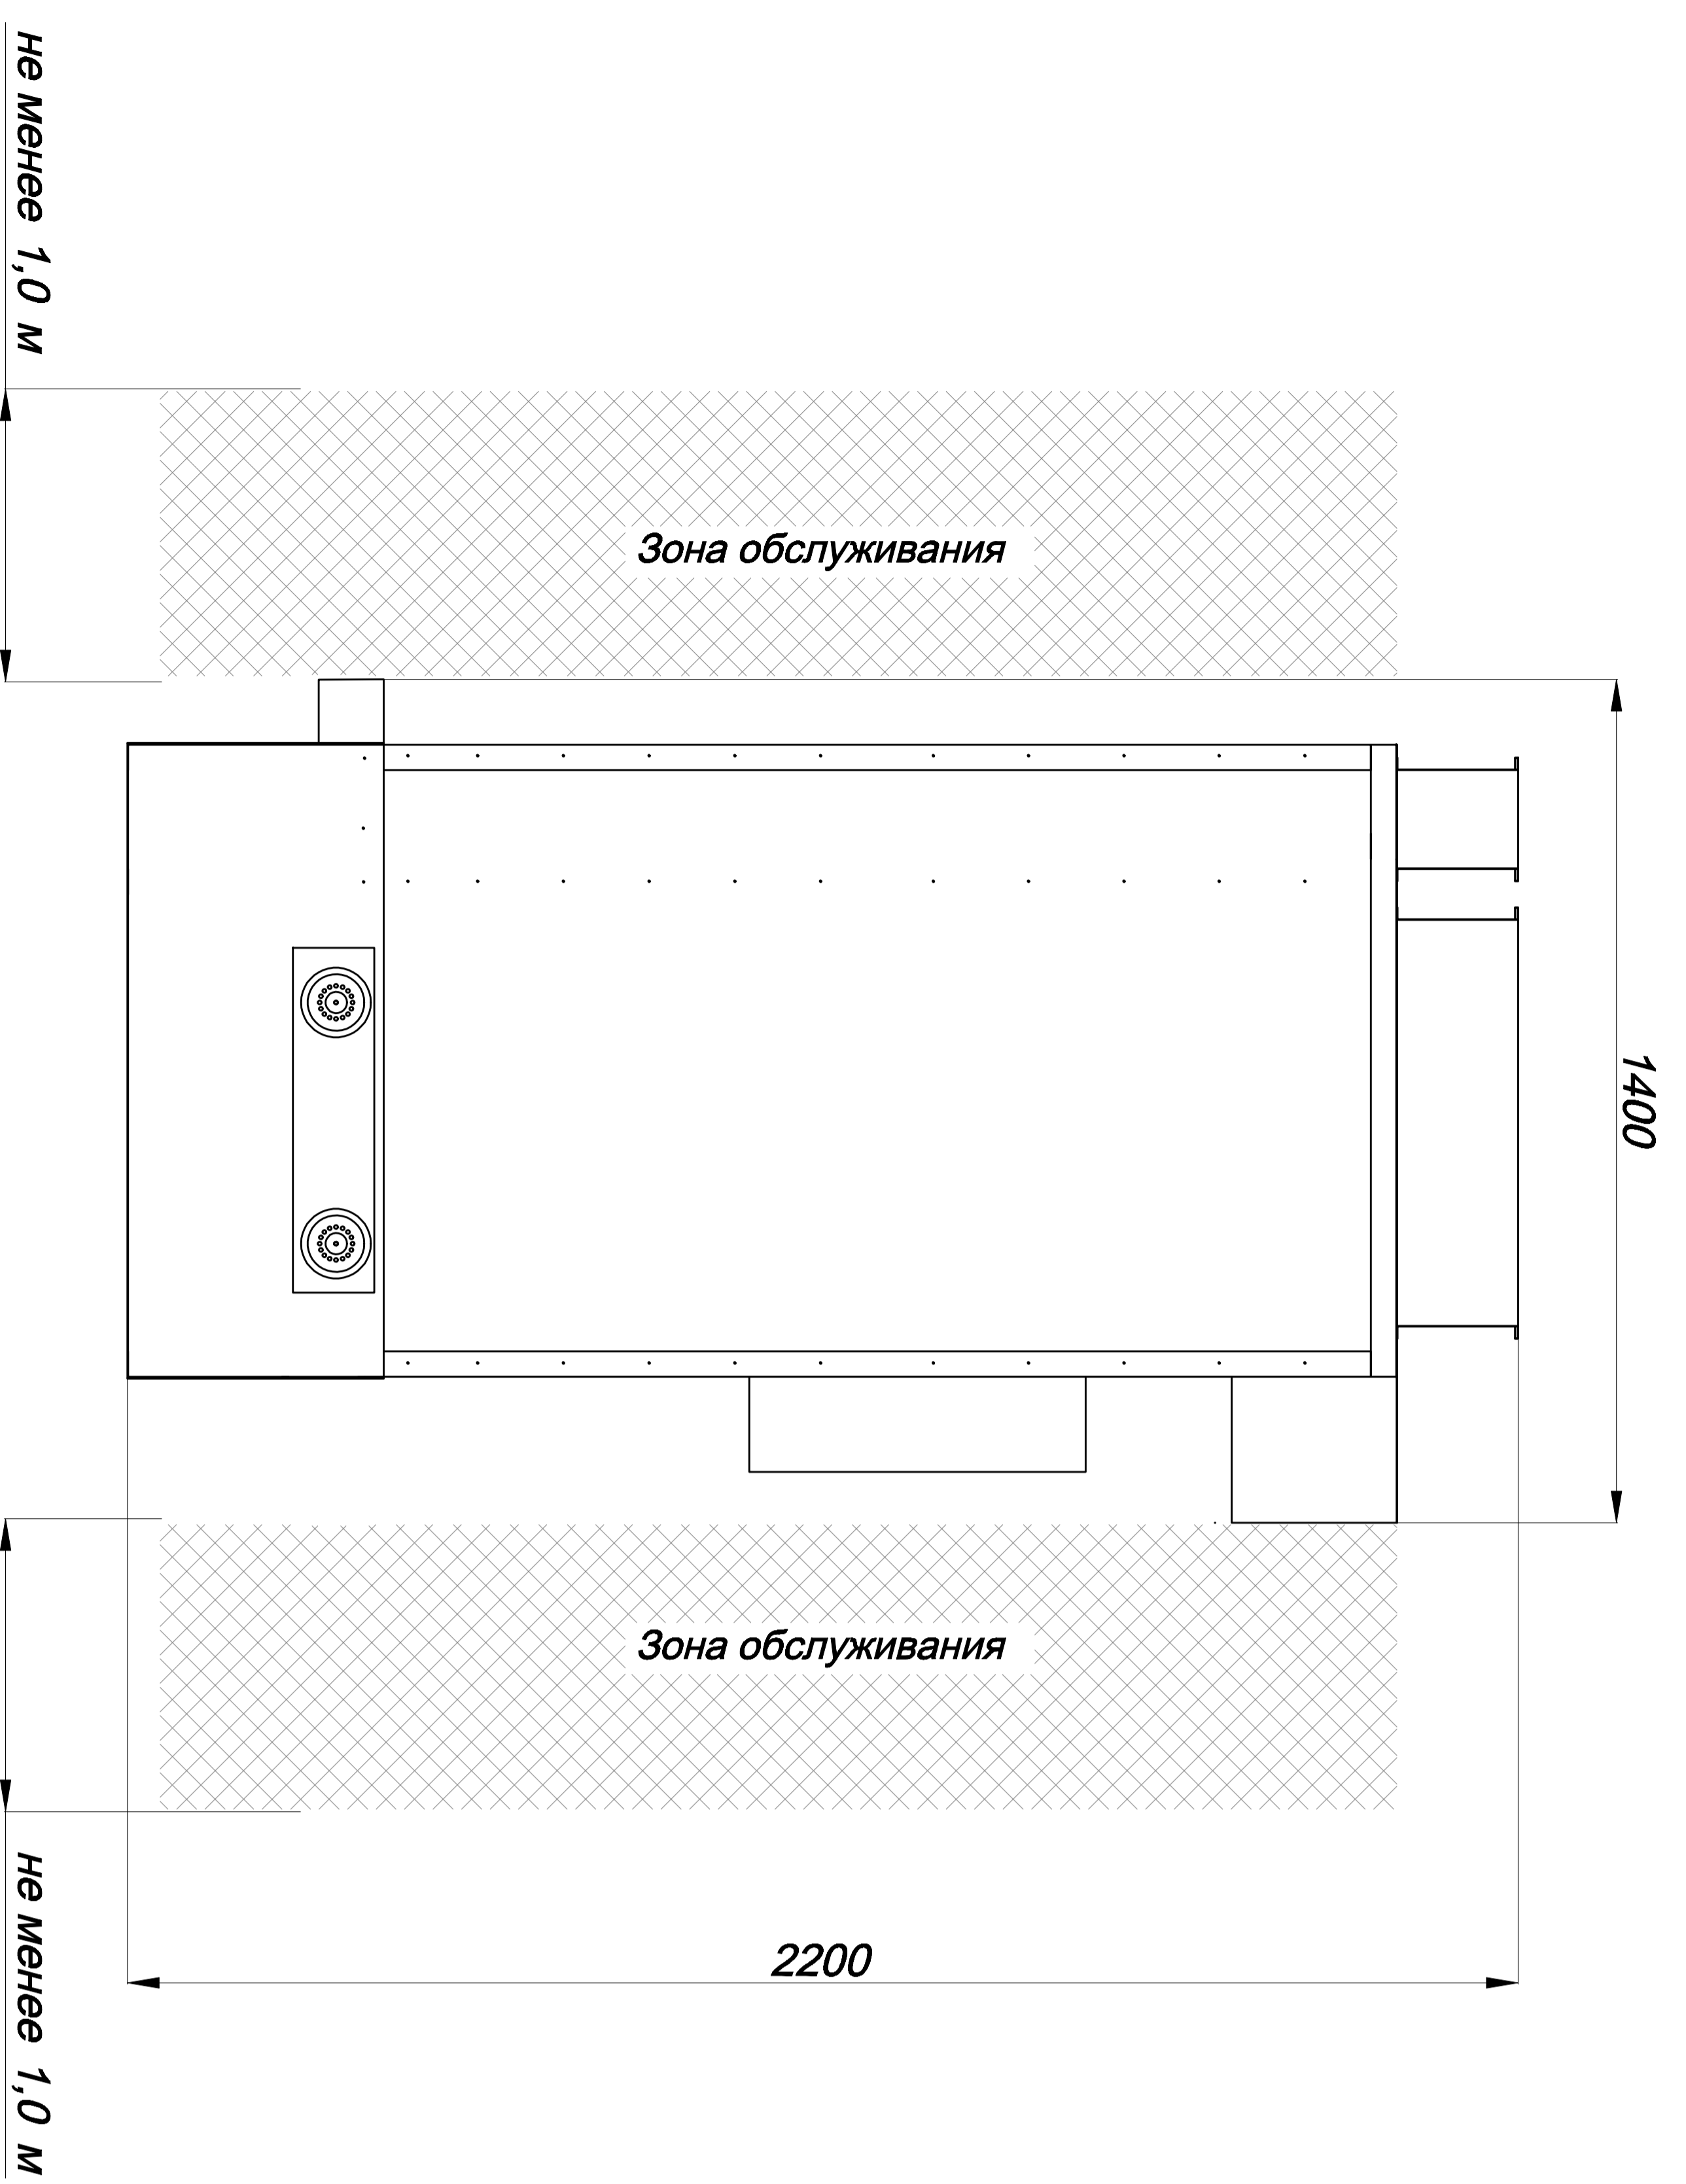 не менее 1,0 м
Зона обслуживания
1400
Зона обслуживания
2200
не менее 1,0 м